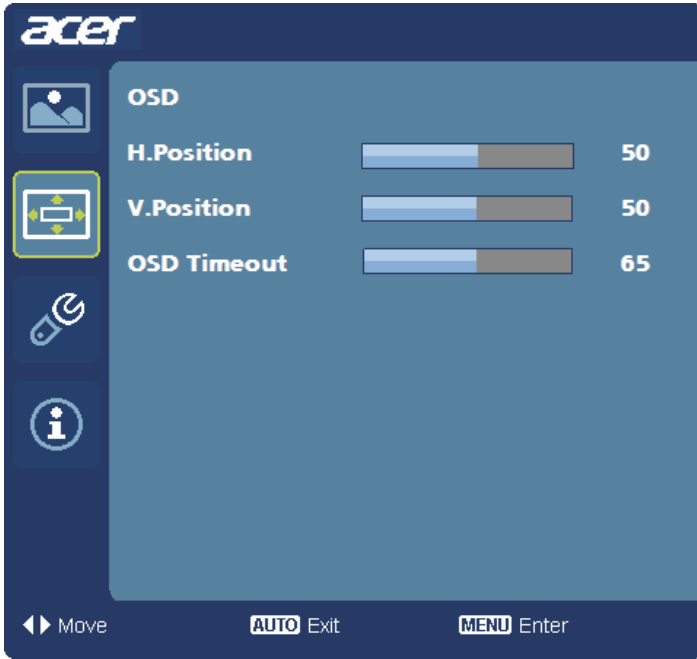 acer
OSD
H.Position 50
V.Position 50
OSD Timeout 65
Move AUTO Exit MENU Enter